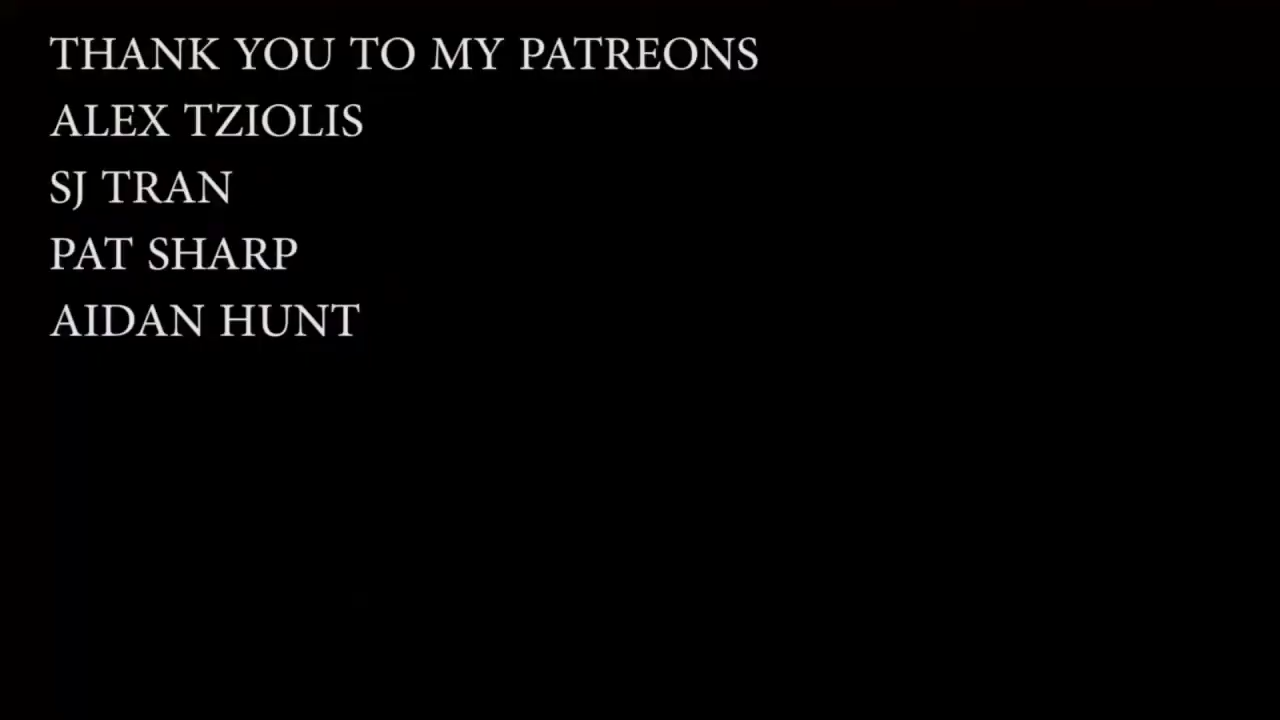 THANK YOU TO MY PATREONS
ALEX TZIOLIS
SJ TRAN
PAT SHARP
AIDAN HUNT